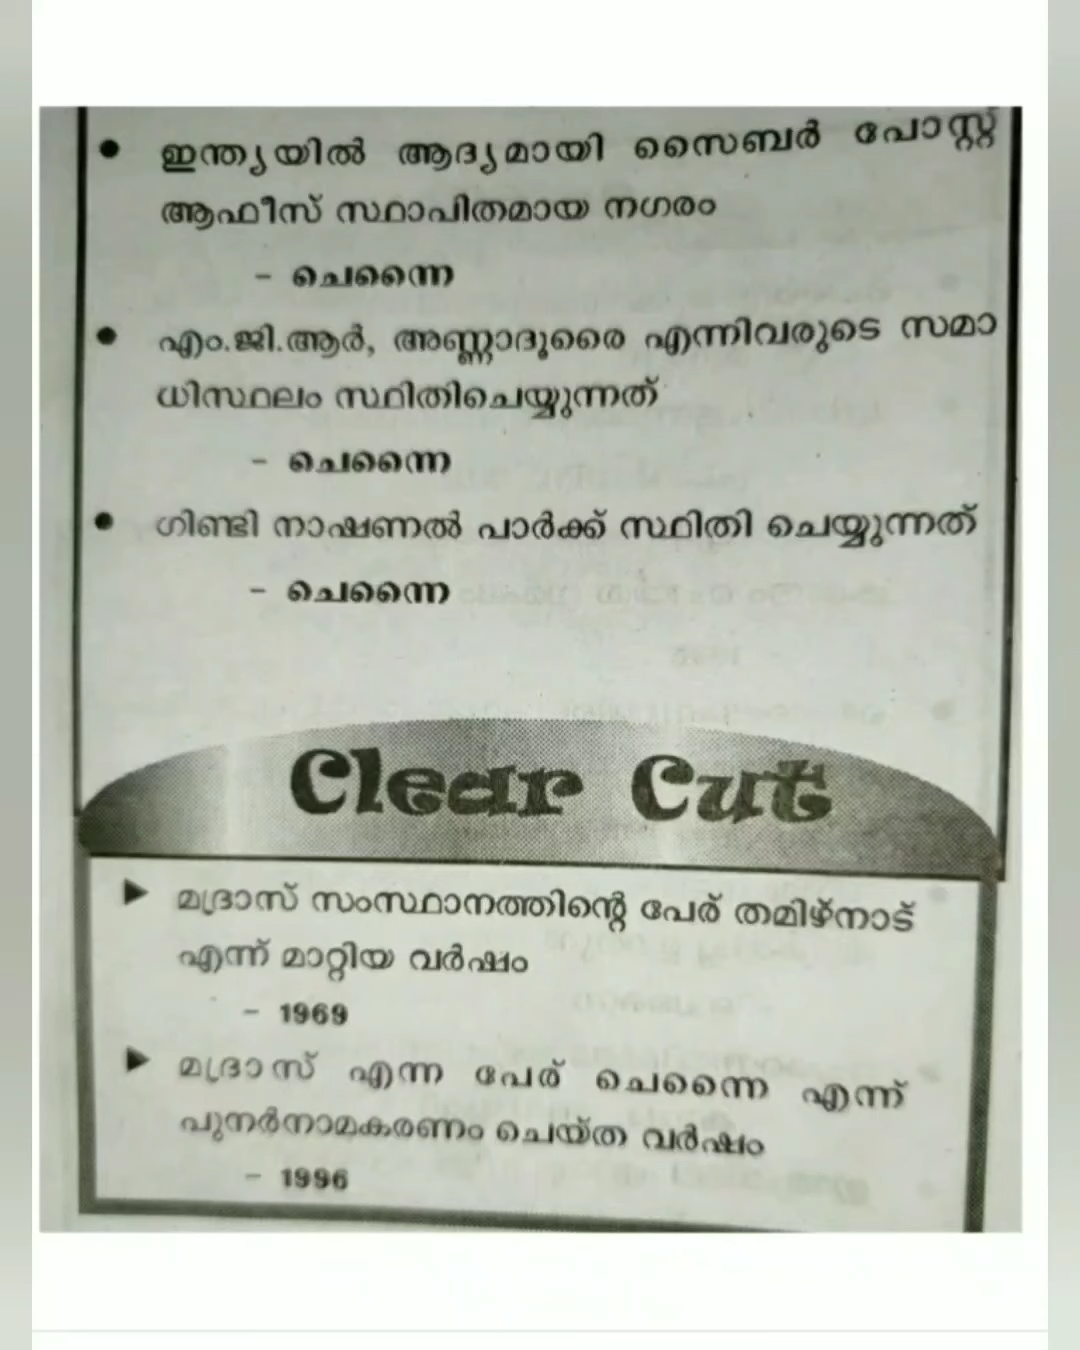 • ഇന്ത്യയിൽ ആദ്യമായി സൈബർ പോസ്റ്റ്
ആഫീസ് സ്ഥാപിതമായ നഗരം
– ചെന്നൈ
• എം.ജി.ആർ, അണ്ണാദൂരൈ എന്നിവരുടെ സമാ
ധിസ്ഥലം സ്ഥിതിചെയ്യുന്നത്
– ചെന്നൈ
• ഗിണ്ടി നാഷണൽ പാർക്ക് സ്ഥിതി ചെയ്യുന്നത്
– ചെന്നൈ
Clear Cut
➤ മദ്രാസ് സംസ്ഥാനത്തിന്റെ പേര് തമിഴ്നാട്
എന്ന് മാറ്റിയ വർഷം
– 1969
➤ മദ്രാസ് എന്ന പേര് ചെന്നൈ എന്ന്
പുനർനാമകരണം ചെയ്ത വർഷം
– 1996